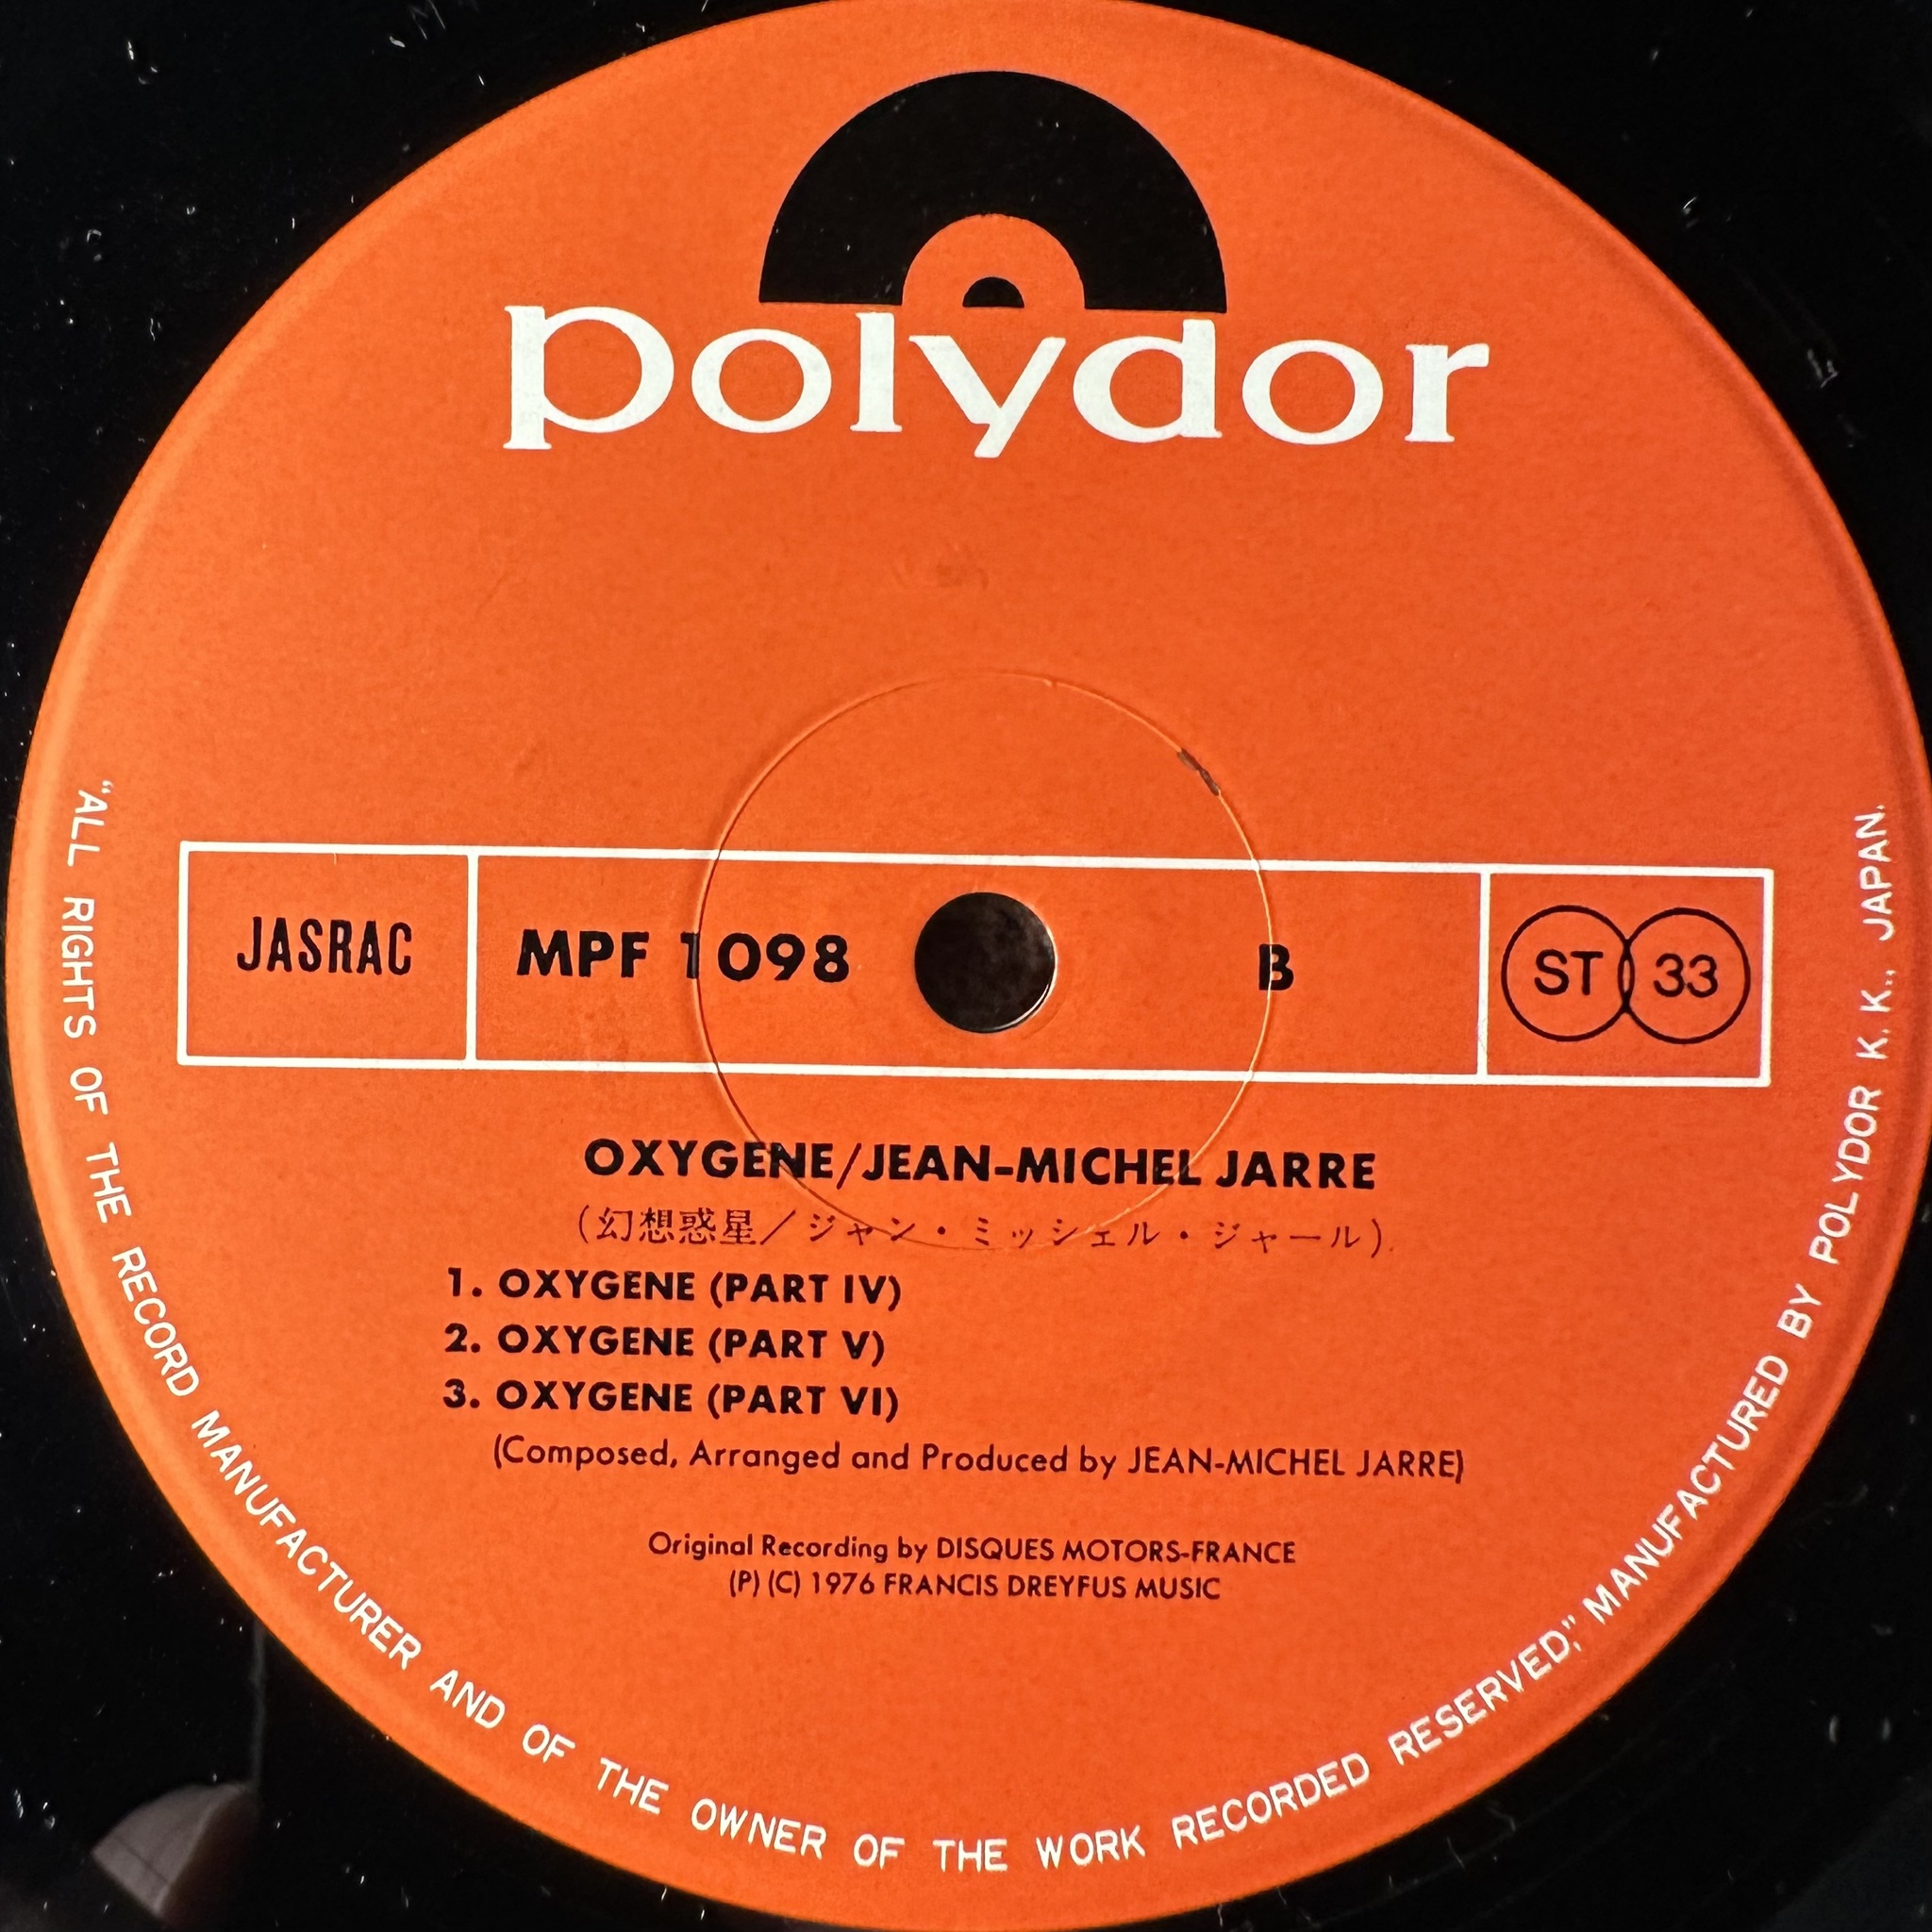 polydor
JASRAC MPF 1098 B ST 33
OXYGENE/JEAN-MICHEL JARRE
(幻想惑星/ジャン・ミッシェル・ジャール)
1. OXYGENE (PART IV)
2. OXYGENE (PART V)
3. OXYGENE (PART VI)
(Composed, Arranged and Produced by JEAN-MICHEL JARRE)
Original Recording by DISQUES MOTORS-FRANCE
(P) (C) 1976 FRANCIS DREYFUS MUSIC
“ALL RIGHTS OF THE RECORD MANUFACTURER AND OF THE OWNER OF THE WORK RECORDED RESERVED,” MANUFACTURED BY POLYDOR K. K., JAPAN.